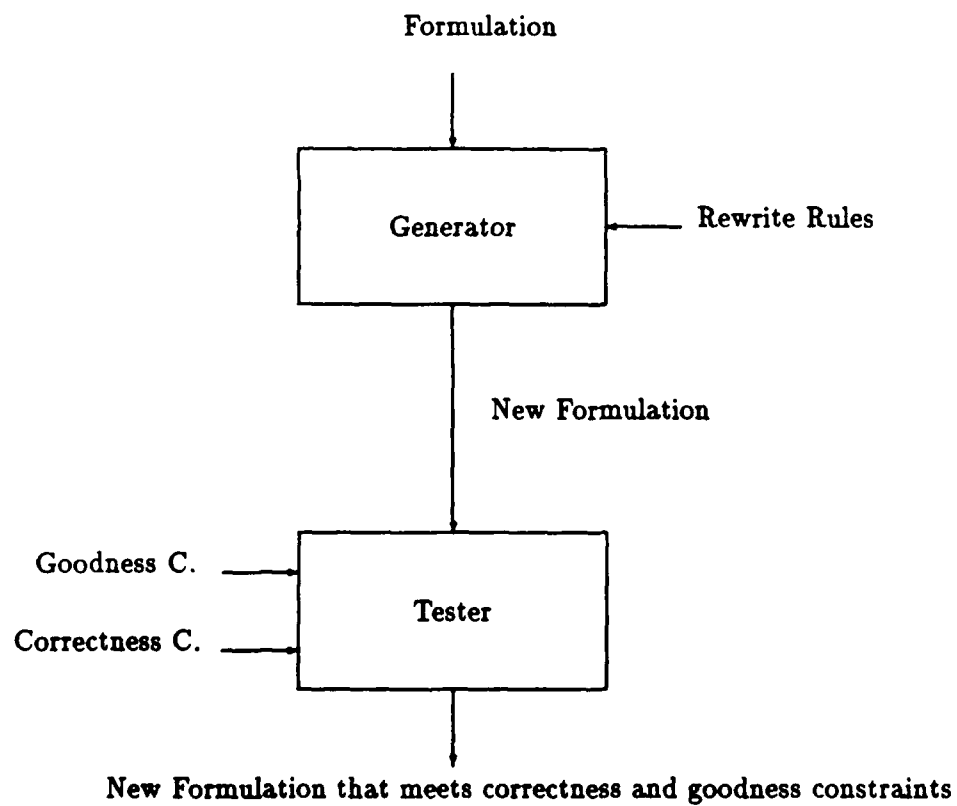 Formulation
Generator
Rewrite Rules
New Formulation
Goodness C.
Tester
Correctness C.
New Formulation that meets correctness and goodness constraints